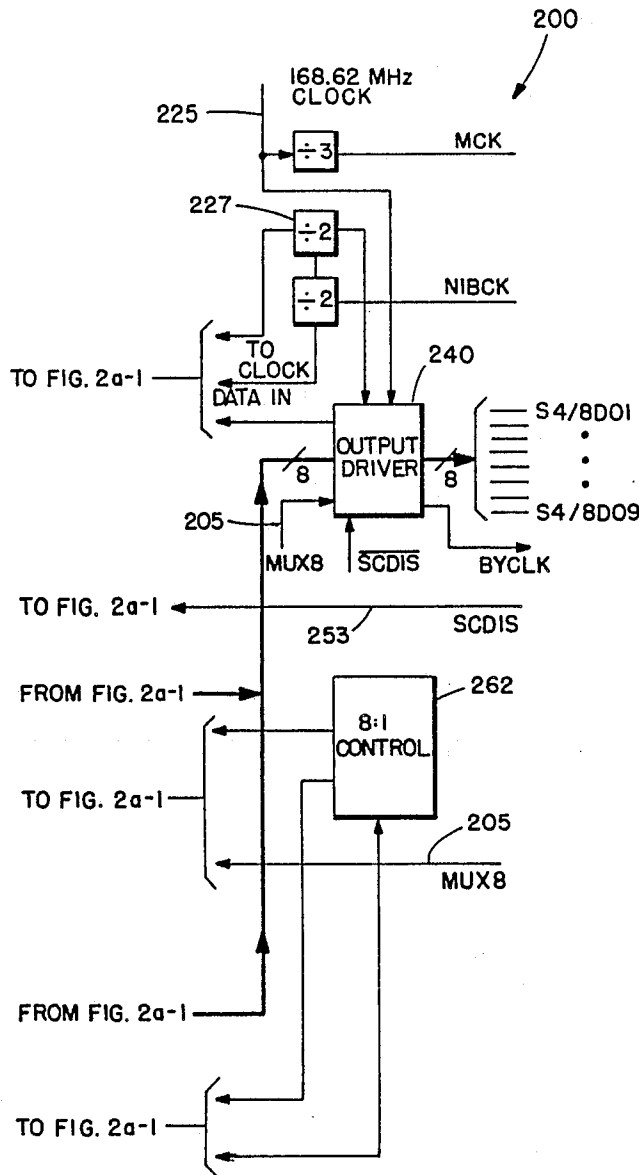 200
168.62 MHz
CLOCK
225
÷3
MCK
227
÷2
÷2
NIBCK
TO
CLOCK
TO FIG. 2a-1
DATA IN
240
OUTPUT
DRIVER
8
8
S4/8DO1
S4/8DO9
205
MUX8
SCDIS
BYCLK
TO FIG. 2a-1
253
SCDIS
FROM FIG. 2a-1
262
8:1
CONTROL
TO FIG. 2a-1
205
MUX8
FROM FIG. 2a-1
TO FIG. 2a-1